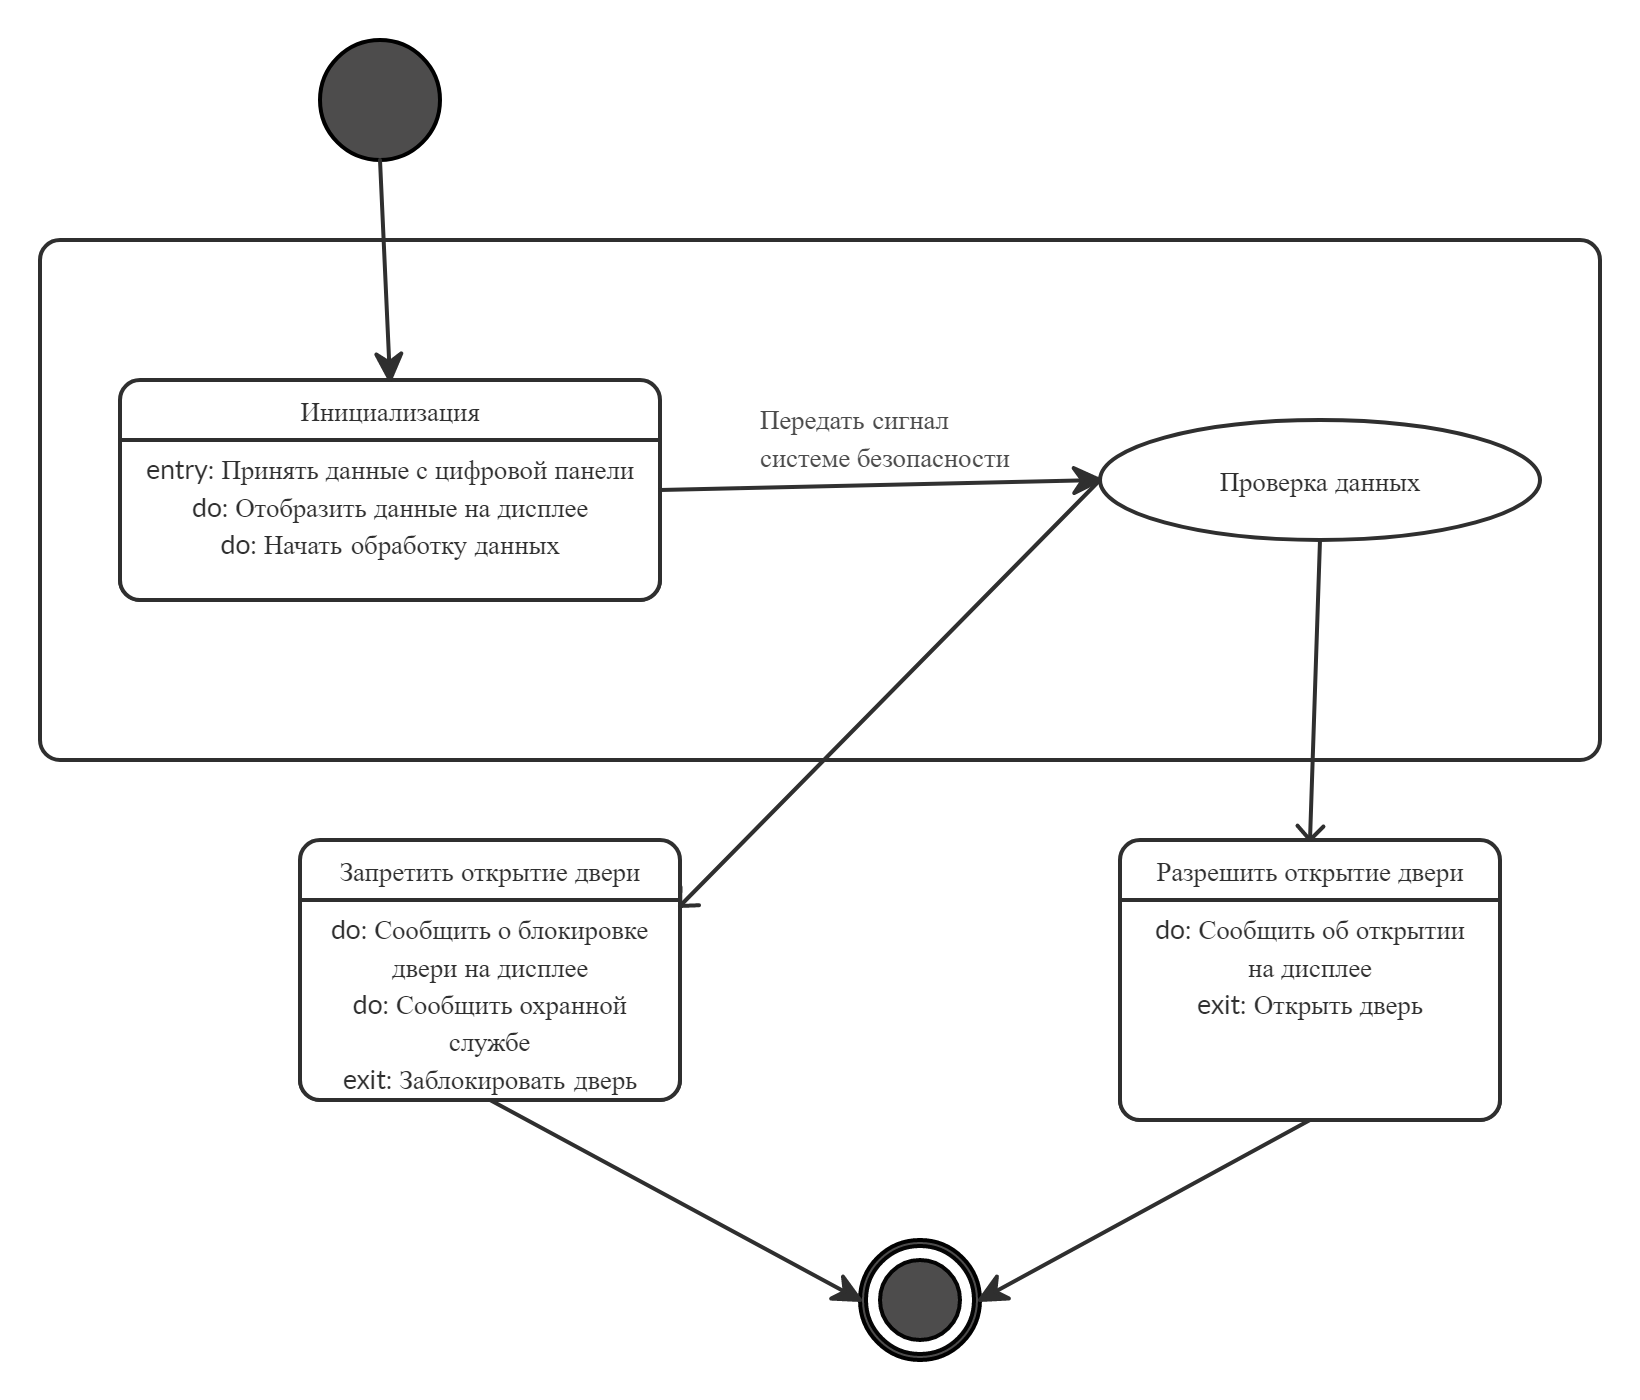 Инициализация
entry: Принять данные с цифровой панели
do: Отобразить данные на дисплее
do: Начать обработку данных
Передать сигнал
системе безопасности
Проверка данных
Запретить открытие двери
do: Сообщить о блокировке
двери на дисплее
do: Сообщить охранной
службе
exit: Заблокировать дверь
Разрешить открытие двери
do: Сообщить об открытии
на дисплее
exit: Открыть дверь